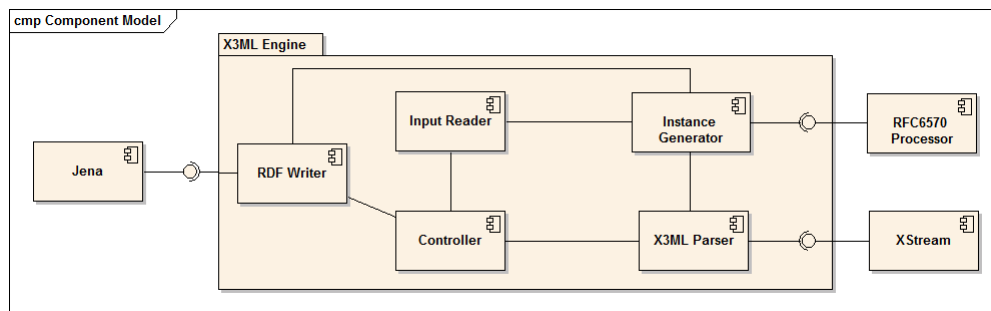 cmp Component Model
X3ML Engine
Input Reader
Instance
Generator
RFC6570
Processor
Jena
RDF Writer
Controller
X3ML Parser
XStream